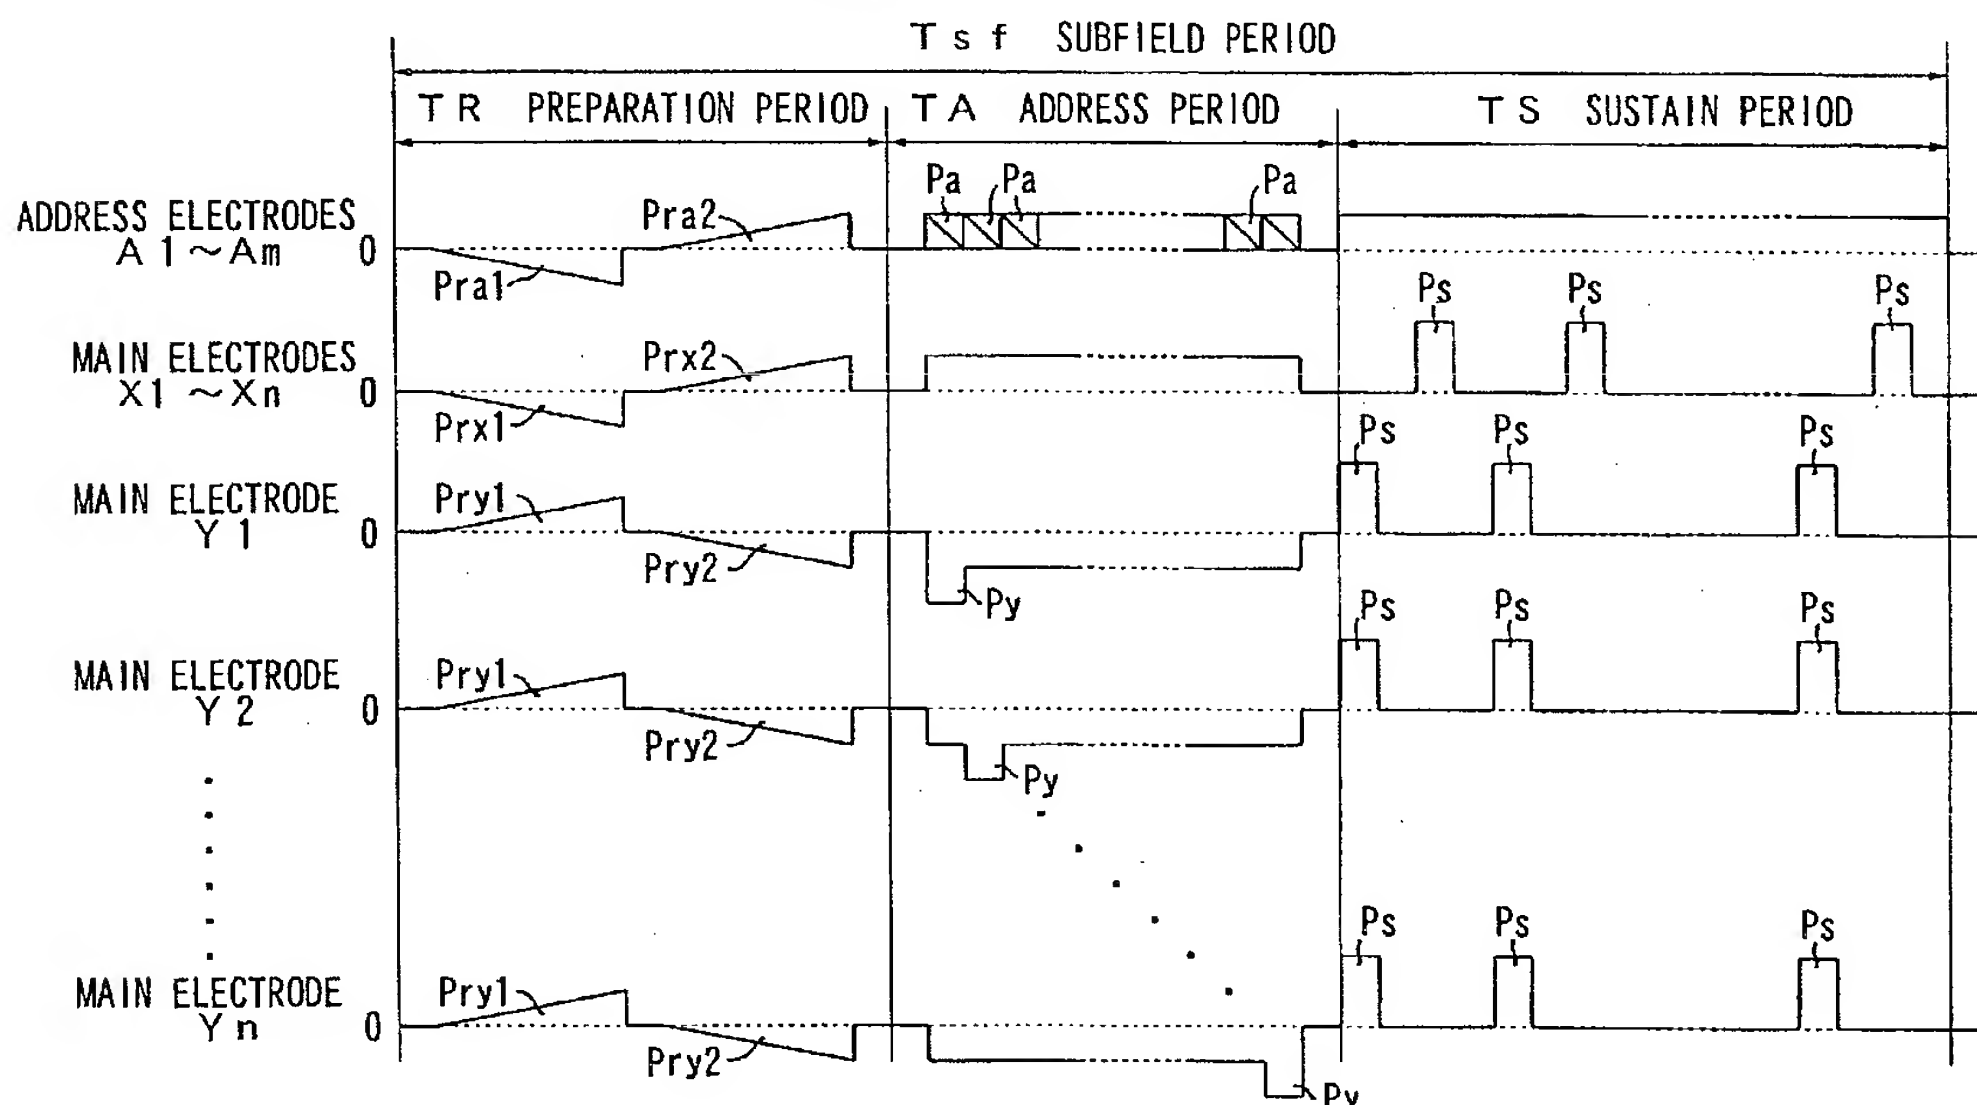 Tsf SUBFIELD PERIOD
TR PREPARATION PERIOD TA ADDRESS PERIOD TS SUSTAIN PERIOD
Pa Pa Pa
ADDRESS ELECTRODES
A1~Am 0
Pra2
Pra1
Ps Ps Ps
MAIN ELECTRODES
X1~Xn 0
Prx2
Prx1
Ps Ps Ps
MAIN ELECTRODE
Y1 0
Pry1
Pry2
Py
Ps Ps Ps
MAIN ELECTRODE
Y2 0
Pry1
Pry2
Py
Ps Ps Ps
MAIN ELECTRODE
Yn 0
Pry1
Pry2
Py